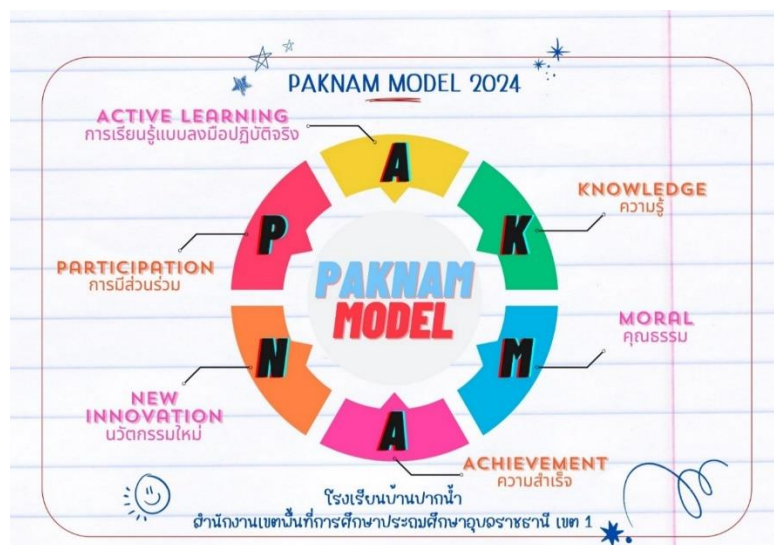 PAKNAM MODEL 2024
ACTIVE LEARNING
การเรียนรู้แบบลงมือปฏิบัติจริง
A
KNOWLEDGE
ความรู้
P
K
PARTICIPATION
การมีส่วนร่วม
PAKNAM
MODEL
MORAL
คุณธรรม
N
M
NEW
INNOVATION
นวัตกรรมใหม่
A
ACHIEVEMENT
ความสำเร็จ
โรงเรียนบ้านปากน้ำ
สำนักงานเขตพื้นที่การศึกษาประถมศึกษาอุบลราชธานี เขต 1